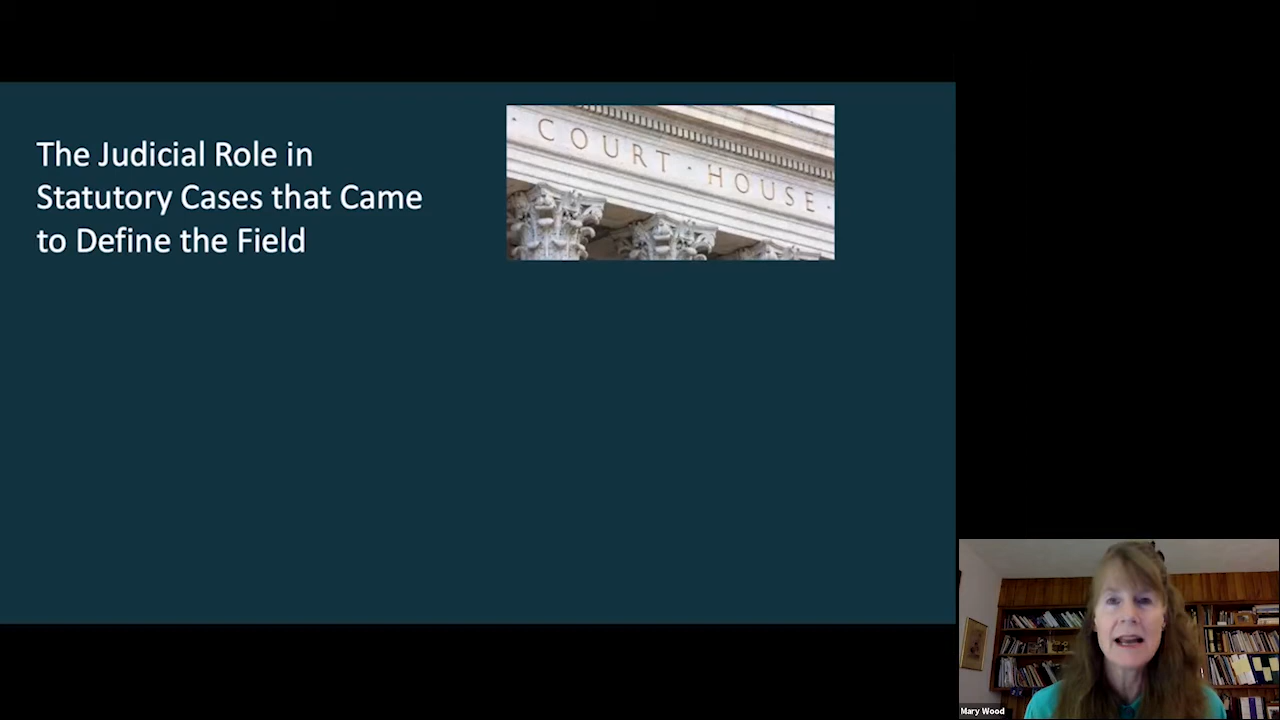 The Judicial Role in
Statutory Cases that Came
to Define the Field
COURT · HOUSE
Mary Wood